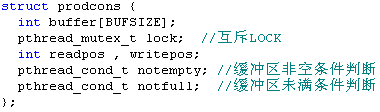 struct prodcons {
int buffer[BUFSIZE];
pthread_mutex_t lock;  //互斥LOCK
int readpos , writepos;
pthread_cond_t notempty; //缓冲区非空条件判断
pthread_cond_t notfull; //缓冲区未满条件判断
};